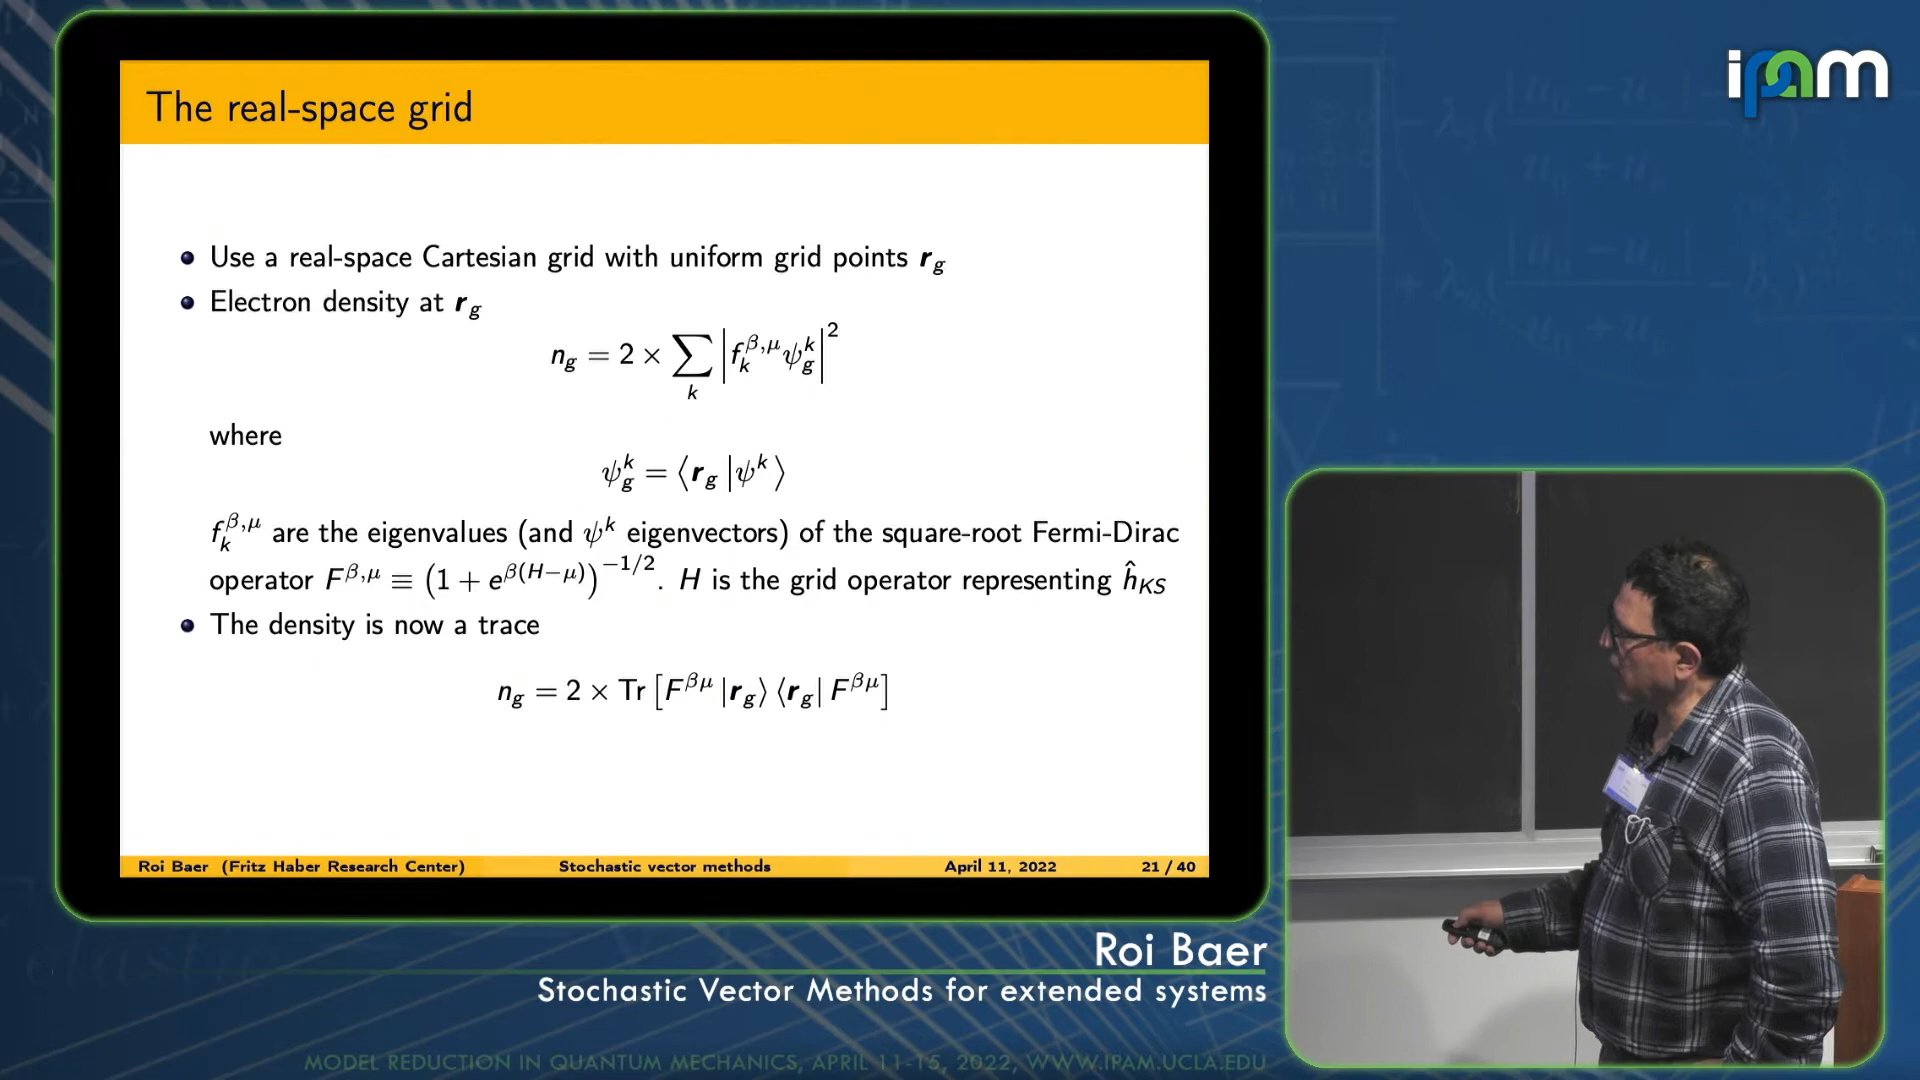 ipam
The real-space grid
Use a real-space Cartesian grid with uniform grid points r_g
Electron density at r_g
n_g = 2 × ∑_k |f_k^{β,μ} ψ_g^k|^2
where
ψ_g^k = ⟨r_g |ψ^k⟩
f_k^{β,μ} are the eigenvalues (and ψ^k eigenvectors) of the square-root Fermi-Dirac
operator F^{β,μ} ≡ (1 + e^{β(H−μ)})^{−1/2}. H is the grid operator representing ĥ_{KS}
The density is now a trace
n_g = 2 × Tr [F^{βμ} |r_g⟩ ⟨r_g| F^{βμ}]
Roi Baer (Fritz Haber Research Center) Stochastic vector methods April 11, 2022 21 / 40
Roi Baer
Stochastic Vector Methods for extended systems
MODEL REDUCTION IN QUANTUM MECHANICS, APRIL 11-15, 2022, WWW.IPAM.UCLA.EDU